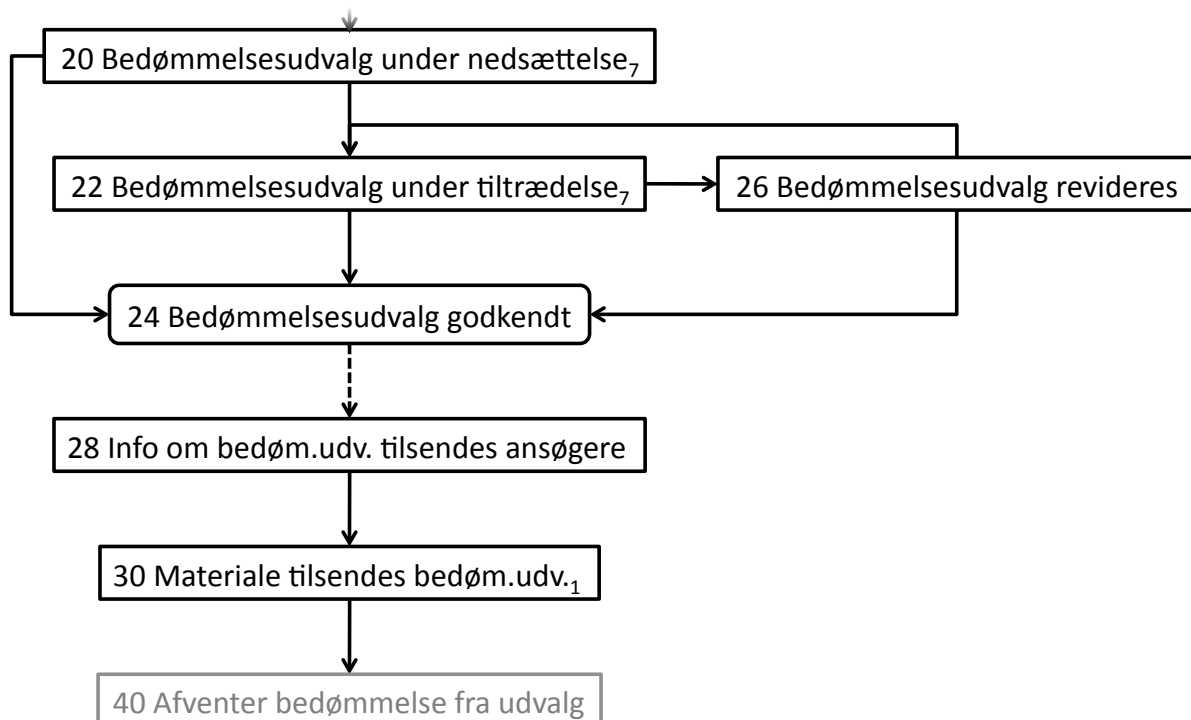 20 Bedømmelsesudvalg under nedsættelse₇
22 Bedømmelsesudvalg under tiltrædelse₇
26 Bedømmelsesudvalg revideres
24 Bedømmelsesudvalg godkendt
28 Info om bedøm.udv. tilsendes ansøgere
30 Materiale tilsendes bedøm.udv.₁
40 Afventer bedømmelse fra udvalg